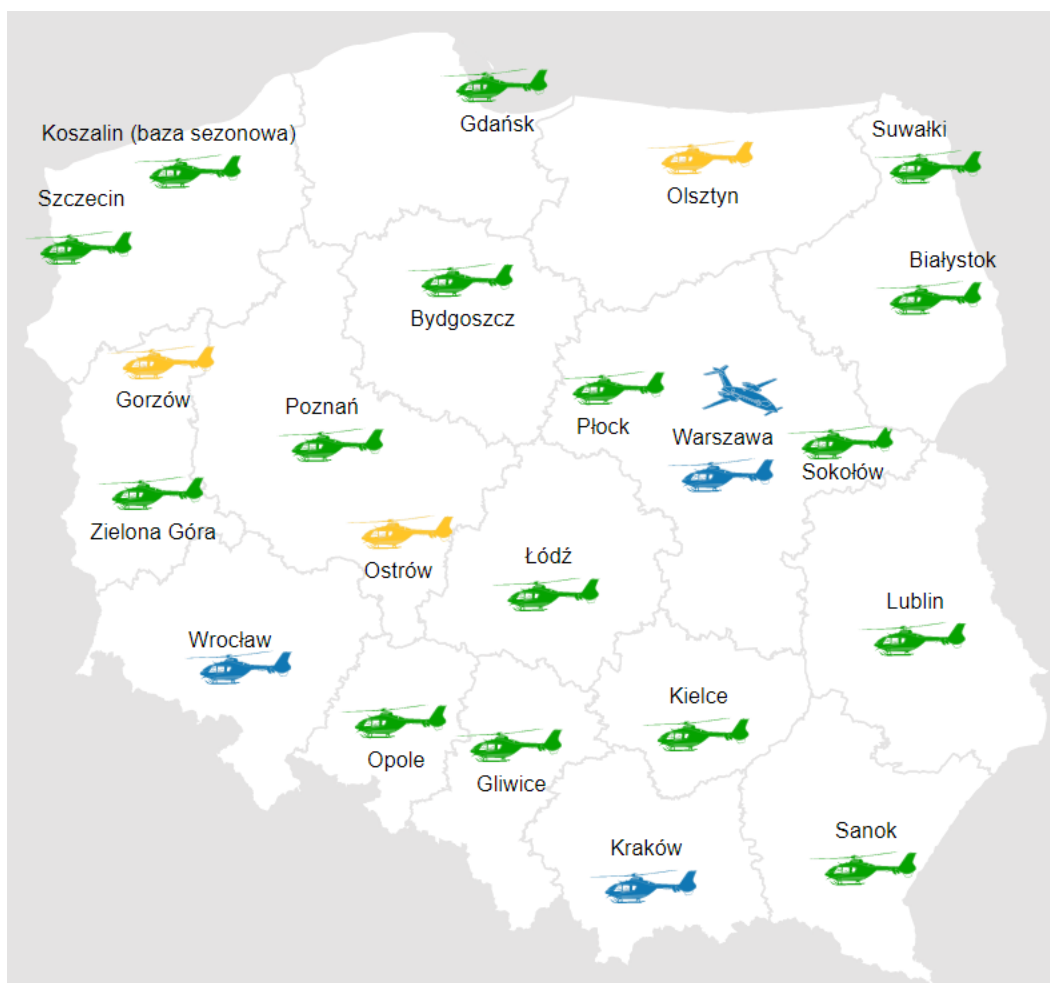 Gdańsk
Koszalin (baza sezonowa)
Suwałki
Szczecin
Olsztyn
Białystok
Bydgoszcz
Gorzów
Poznań
Płock
Warszawa
Sokołów
Zielona Góra
Ostrów
Łódź
Lublin
Wrocław
Kielce
Opole
Gliwice
Sanok
Kraków